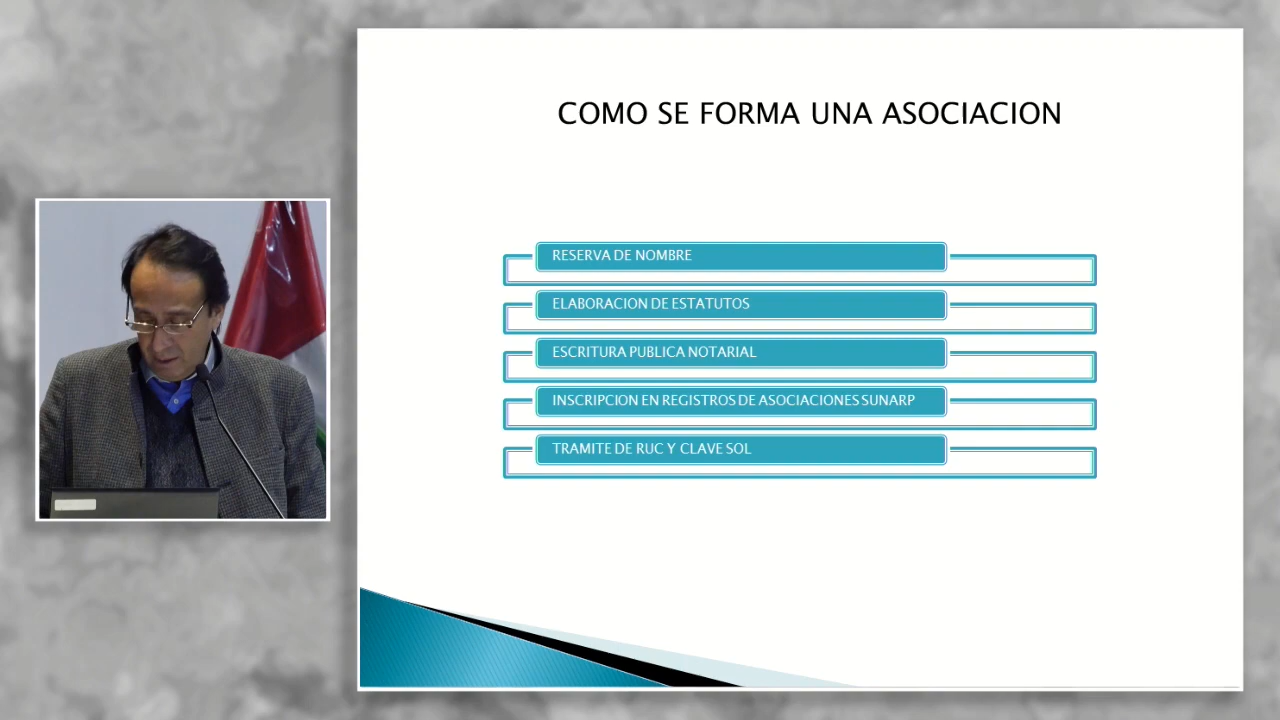 COMO SE FORMA UNA ASOCIACION
RESERVA DE NOMBRE
ELABORACION DE ESTATUTOS
ESCRITURA PUBLICA NOTARIAL
INSCRIPCION EN REGISTROS DE ASOCIACIONES SUNARP
TRAMITE DE RUC Y CLAVE SOL